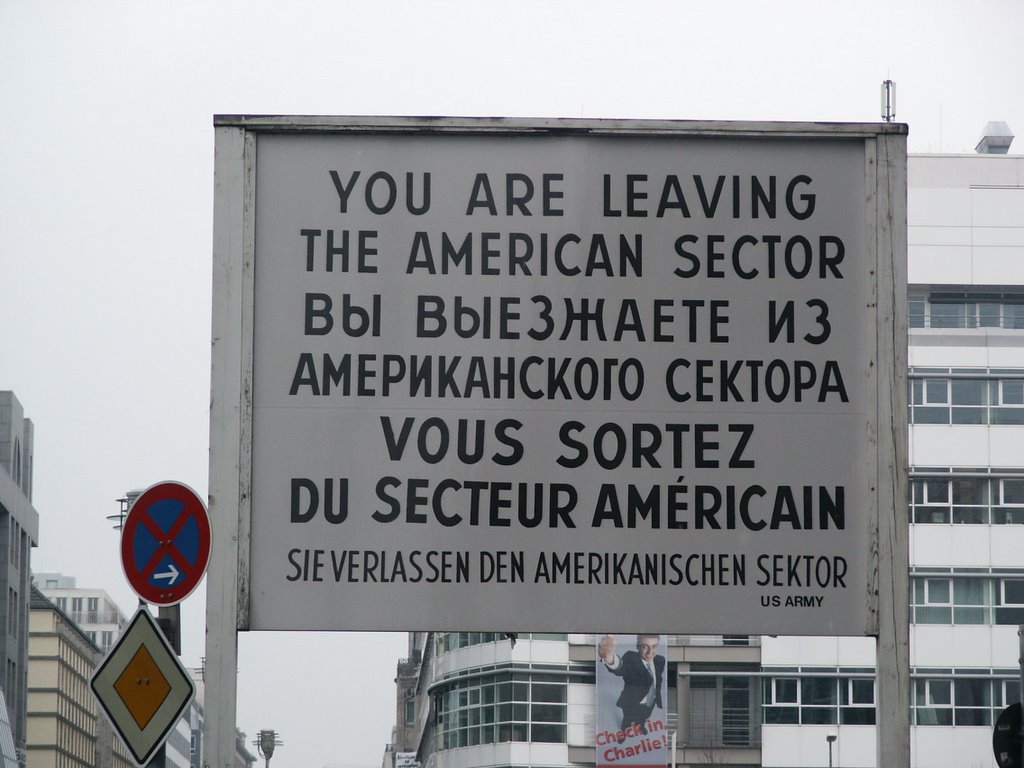 YOU ARE LEAVING
THE AMERICAN SECTOR
ВЫ ВЫЕЗЖАЕТЕ ИЗ
АМЕРИКАНСКОГО СЕКТОРА
VOUS SORTEZ
DU SECTEUR AMÉRICAIN
SIE VERLASSEN DEN AMERIKANISCHEN SEKTOR
US ARMY
Check in,
Charlie!